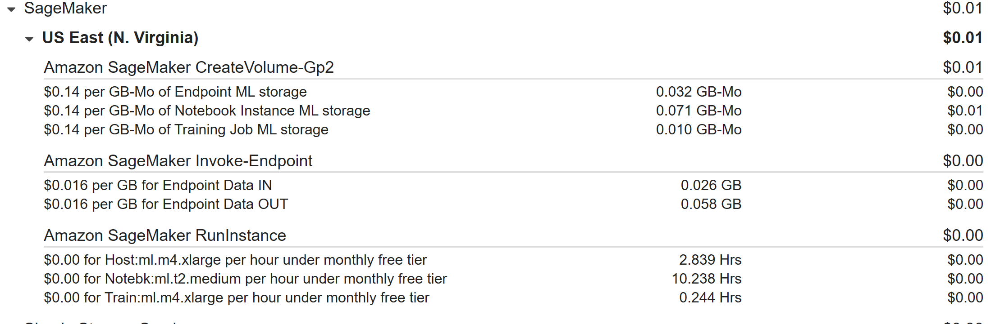 SageMaker $0.01
US East (N. Virginia) $0.01
Amazon SageMaker CreateVolume-Gp2 $0.01
$0.14 per GB-Mo of Endpoint ML storage 0.032 GB-Mo $0.00
$0.14 per GB-Mo of Notebook Instance ML storage 0.071 GB-Mo $0.01
$0.14 per GB-Mo of Training Job ML storage 0.010 GB-Mo $0.00
Amazon SageMaker Invoke-Endpoint $0.00
$0.016 per GB for Endpoint Data IN 0.026 GB $0.00
$0.016 per GB for Endpoint Data OUT 0.058 GB $0.00
Amazon SageMaker RunInstance $0.00
$0.00 for Host:ml.m4.xlarge per hour under monthly free tier 2.839 Hrs $0.00
$0.00 for Notebk:ml.t2.medium per hour under monthly free tier 10.238 Hrs $0.00
$0.00 for Train:ml.m4.xlarge per hour under monthly free tier 0.244 Hrs $0.00